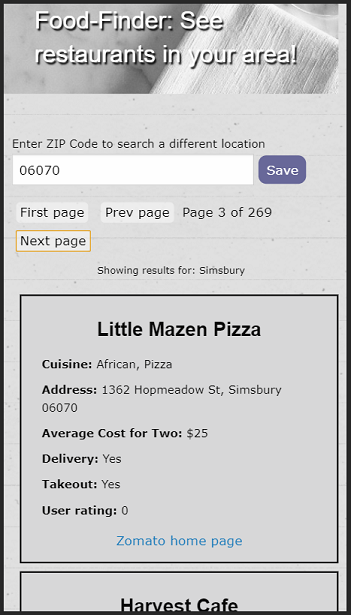 Food-Finder: See
restaurants in your area!
Enter ZIP Code to search a different location
06070
Save
First page Prev page Page 3 of 269
Next page
Showing results for: Simsbury
Little Mazen Pizza
Cuisine: African, Pizza
Address: 1362 Hopmeadow St, Simsbury
06070
Average Cost for Two: $25
Delivery: Yes
Takeout: Yes
User rating: 0
Zomato home page
Harvest Cafe